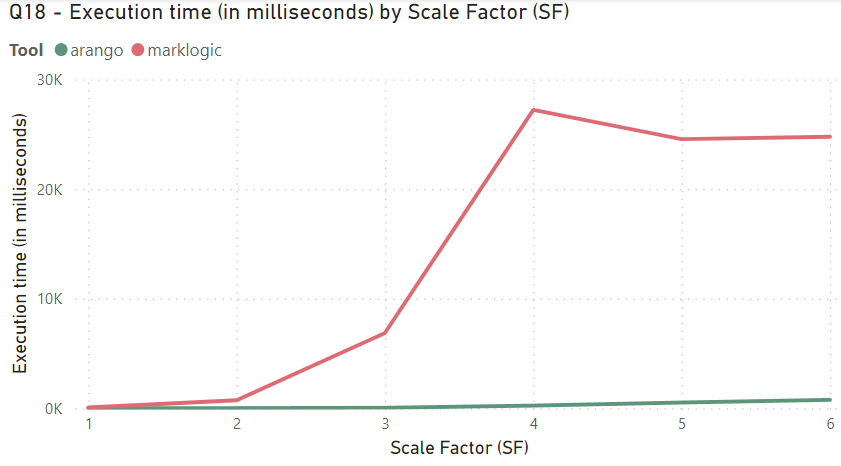 Q18 - Execution time (in milliseconds) by Scale Factor (SF)
Tool arango marklogic
Execution time (in milliseconds)
30K
20K
10K
0K
1 2 3 4 5 6
Scale Factor (SF)